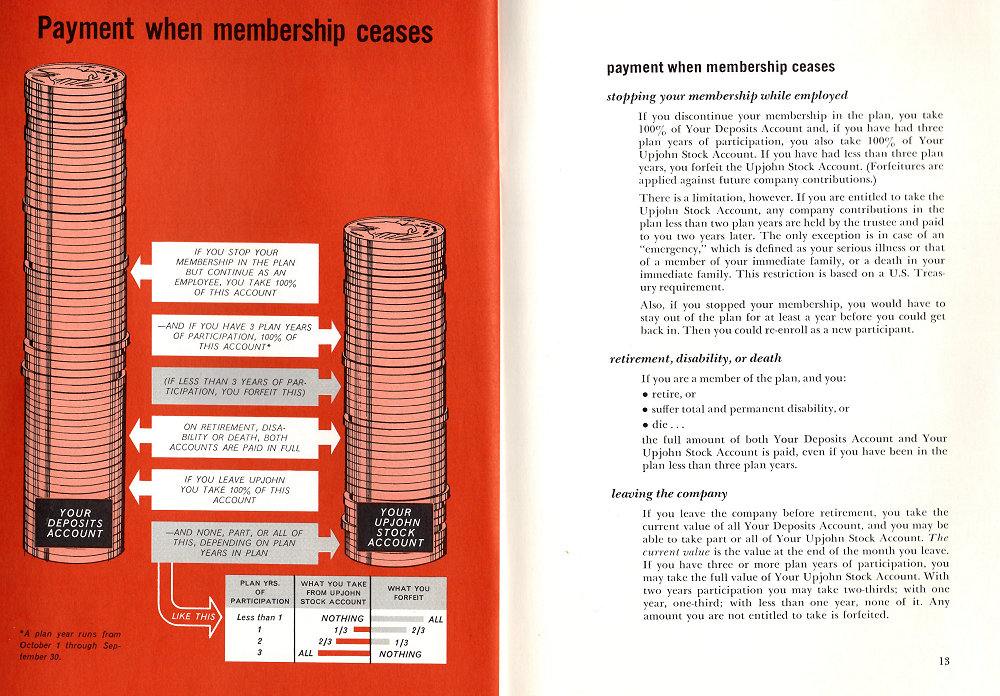 Payment when membership ceases
IF YOU STOP YOUR
MEMBERSHIP IN THE PLAN
BUT CONTINUE AS AN
EMPLOYEE, YOU TAKE 100%
OF THIS ACCOUNT
—AND IF YOU HAVE 3 PLAN YEARS
OF PARTICIPATION, 100% OF
THIS ACCOUNT*
(IF LESS THAN 3 YEARS OF PAR-
TICIPATION, YOU FORFEIT THIS)
ON RETIREMENT, DISA-
BILITY OR DEATH, BOTH
ACCOUNTS ARE PAID IN FULL
IF YOU LEAVE UPJOHN
YOU TAKE 100% OF THIS
ACCOUNT
—AND NONE, PART, OR ALL OF
THIS, DEPENDING ON PLAN
YEARS IN PLAN
YOUR
DEPOSITS
ACCOUNT
YOUR
UPJOHN
STOCK
ACCOUNT
LIKE THIS
PLAN YRS.
OF
PARTICIPATION
WHAT YOU TAKE
FROM UPJOHN
STOCK ACCOUNT
WHAT YOU
FORFEIT
Less than 1 NOTHING ALL
1 1/3 2/3
2 2/3 1/3
3 ALL NOTHING
*A plan year runs from
October 1 through Sep-
tember 30.
payment when membership ceases
stopping your membership while employed
If you discontinue your membership in the plan, you take
100% of Your Deposits Account and, if you have had three
plan years of participation, you also take 100% of Your
Upjohn Stock Account. If you have had less than three plan
years, you forfeit the Upjohn Stock Account. (Forfeitures are
applied against future company contributions.)
There is a limitation, however. If you are entitled to take the
Upjohn Stock Account, any company contributions in the
plan less than two plan years are held by the trustee and paid
to you two years later. The only exception is in case of an
"emergency," which is defined as your serious illness or that
of a member of your immediate family, or a death in your
immediate family. This restriction is based on a U.S. Treas-
ury requirement.
Also, if you stopped your membership, you would have to
stay out of the plan for at least a year before you could get
back in. Then you could re-enroll as a new participant.
retirement, disability, or death
If you are a member of the plan, and you:
• retire, or
• suffer total and permanent disability, or
• die . . .
the full amount of both Your Deposits Account and Your
Upjohn Stock Account is paid, even if you have been in the
plan less than three plan years.
leaving the company
If you leave the company before retirement, you take the
current value of all Your Deposits Account, and you may be
able to take part or all of Your Upjohn Stock Account. The
current value is the value at the end of the month you leave.
If you have three or more plan years of participation, you
may take the full value of Your Upjohn Stock Account. With
two years participation you may take two-thirds; with one
year, one-third; with less than one year, none of it. Any
amount you are not entitled to take is forfeited.
13